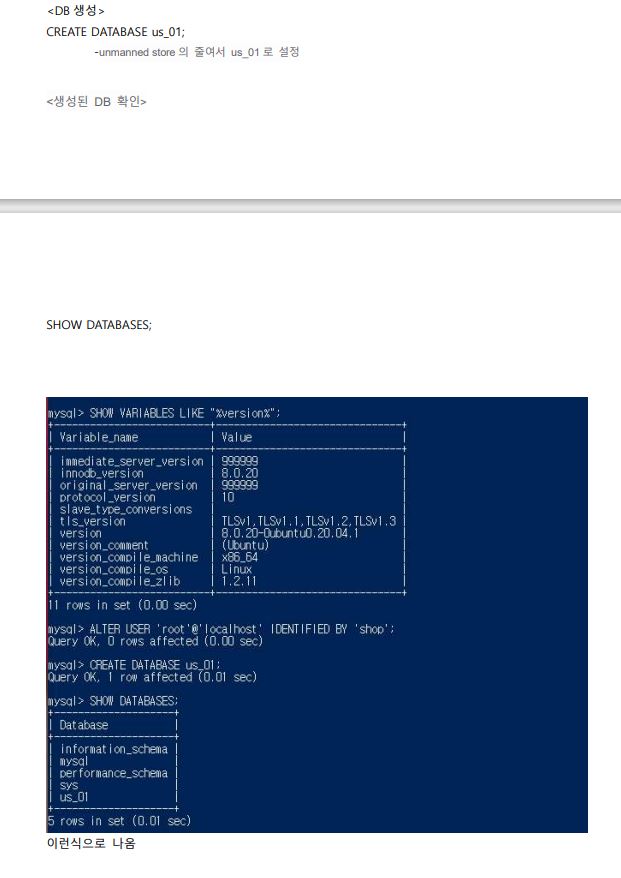 <DB 생성>
CREATE DATABASE us_01;
-unmanned store 의 줄여서 us_01 로 설정
<생성된 DB 확인>
SHOW DATABASES;
mysql> SHOW VARIABLES LIKE "%version%";
+--------------------------+-------------------------------+
| Variable_name | Value |
+--------------------------+-------------------------------+
| immediate_server_version | 999999 |
| innodb_version | 8.0.20 |
| original_server_version | 999999 |
| protocol_version | 10 |
| slave_type_conversions | |
| tls_version | TLSv1,TLSv1.1,TLSv1.2,TLSv1.3 |
| version | 8.0.20-0ubuntu0.20.04.1 |
| version_comment | (Ubuntu) |
| version_compile_machine | x86_64 |
| version_compile_os | Linux |
| version_compile_zlib | 1.2.11 |
+--------------------------+-------------------------------+
11 rows in set (0.00 sec)
mysql> ALTER USER 'root'@'localhost' IDENTIFIED BY 'shop';
Query OK, 0 rows affected (0.00 sec)
mysql> CREATE DATABASE us_01;
Query OK, 1 row affected (0.01 sec)
mysql> SHOW DATABASES;
+--------------------+
| Database |
+--------------------+
| information_schema |
| mysql |
| performance_schema |
| sys |
| us_01 |
+--------------------+
5 rows in set (0.01 sec)
이런식으로 나옴